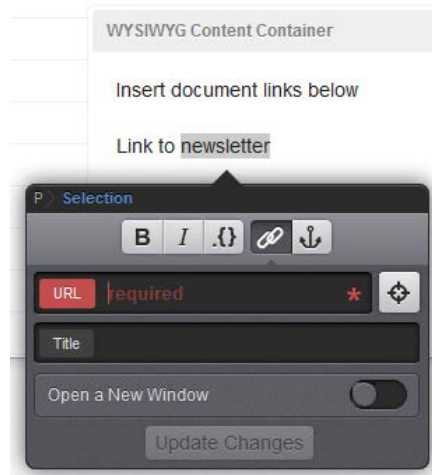 WYSIWYG Content Container
Insert document links below
Link to newsletter
P Selection
B I .{}
URL required *
Title
Open a New Window
Update Changes